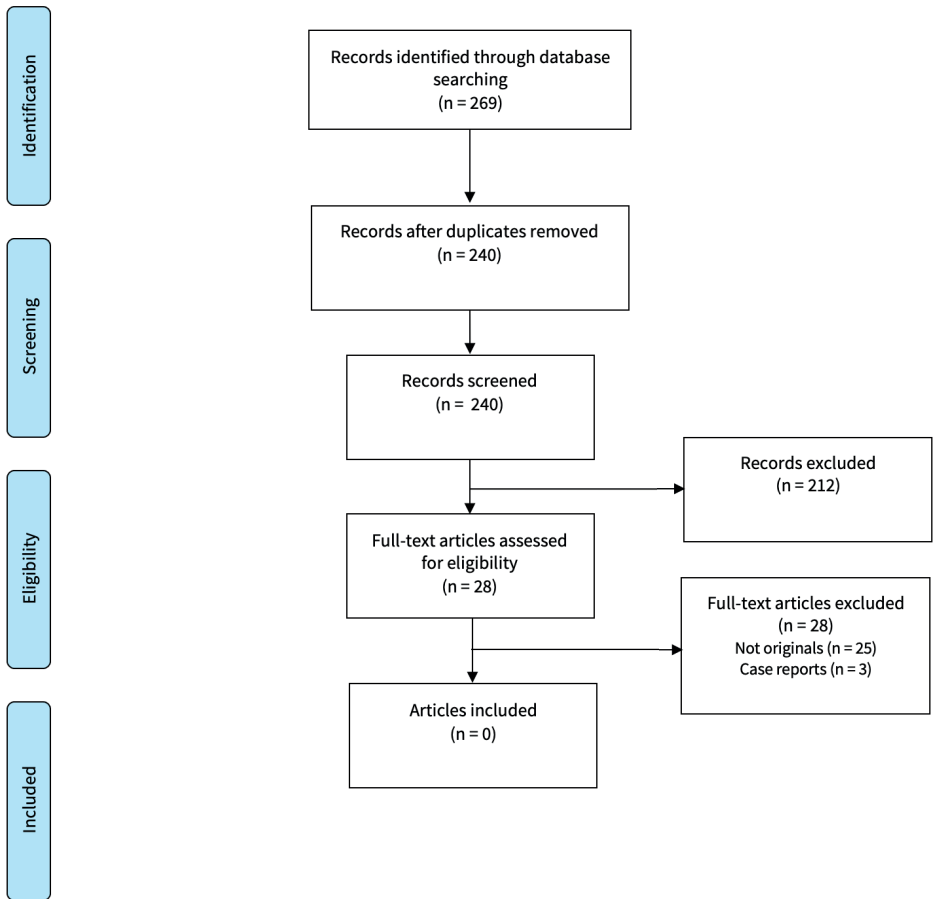 Identification
Records identified through database
searching
(n = 269)
Records after duplicates removed
(n = 240)
Screening
Records screened
(n = 240)
Records excluded
(n = 212)
Eligibility
Full-text articles assessed
for eligibility
(n = 28)
Full-text articles excluded
(n = 28)
Not originals (n = 25)
Case reports (n = 3)
Included
Articles included
(n = 0)